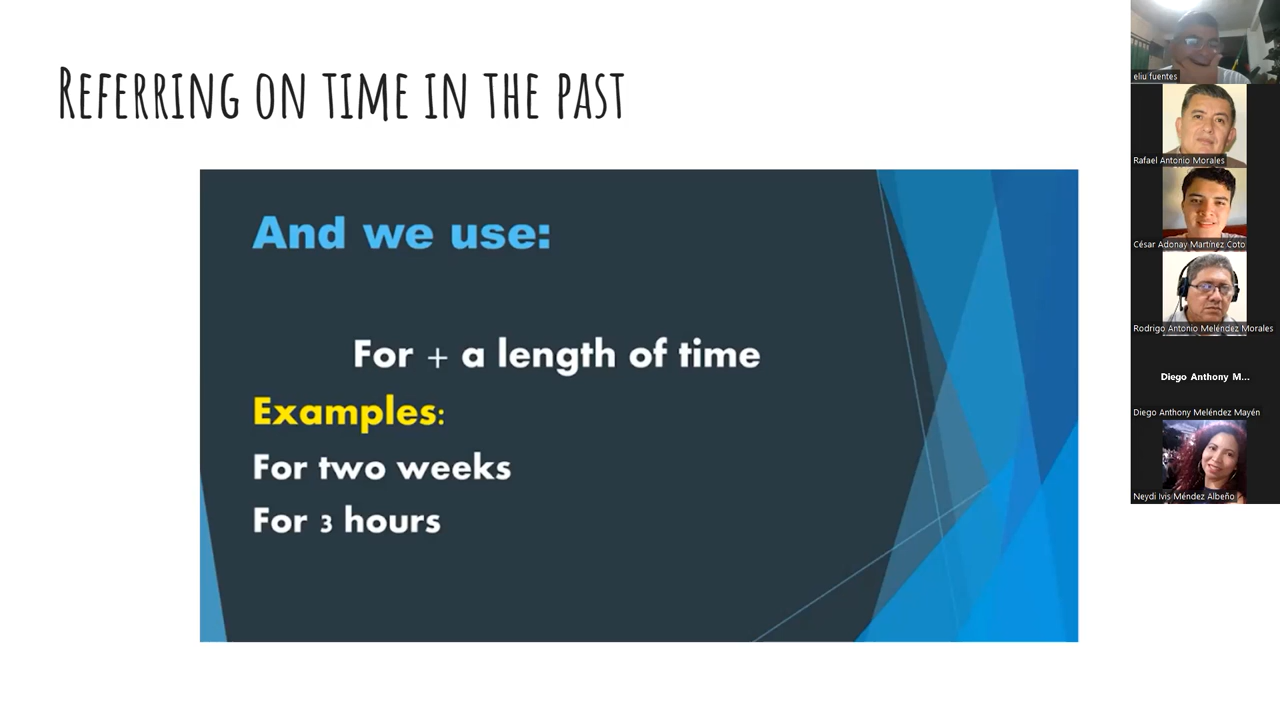 REFERRING ON TIME IN THE PAST
And we use:
For + a length of time
Examples:
For two weeks
For 3 hours
eliu fuentes
Rafael Antonio Morales
César Adonay Martínez Coto
Rodrigo Antonio Meléndez Morales
Diego Anthony M...
Diego Anthony Meléndez Mayén
Neydi Ivis Méndez Albeño